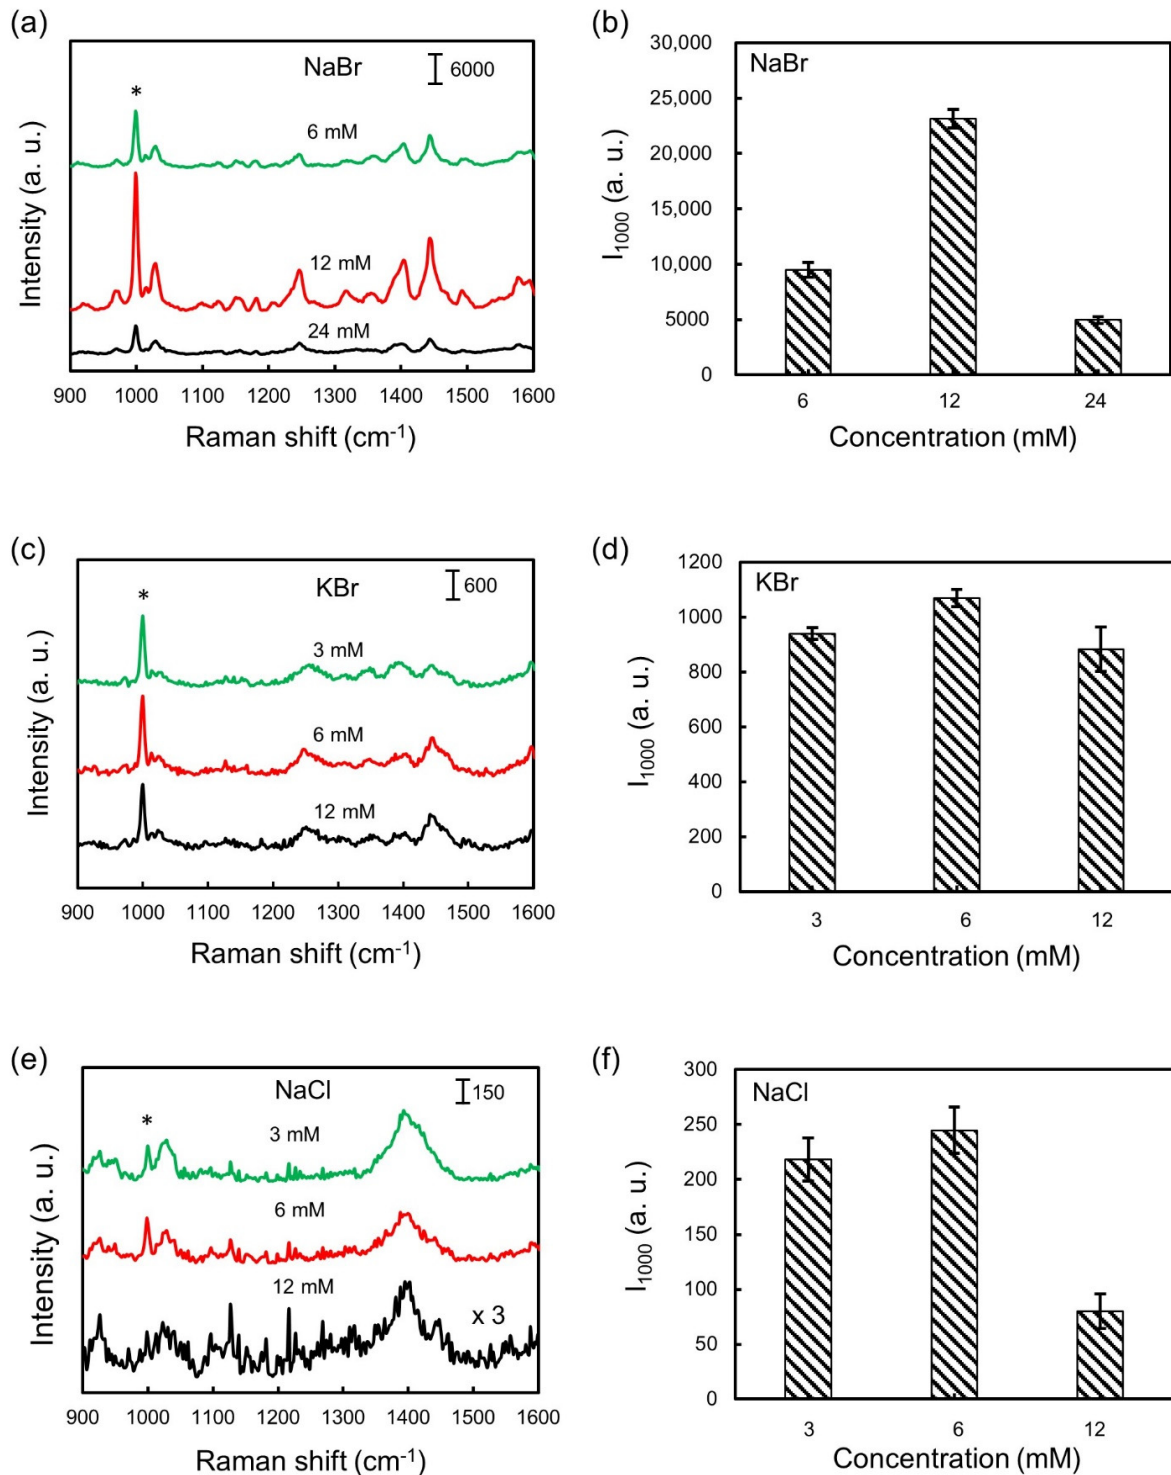 (a)
NaBr
6000
*
6 mM
12 mM
24 mM
Intensity (a. u.)
900 1000 1100 1200 1300 1400 1500 1600
Raman shift (cm⁻¹)
(b)
NaBr
30,000
25,000
20,000
15,000
10,000
5000
0
I₁₀₀₀ (a. u.)
6 12 24
Concentration (mM)
(c)
KBr
600
*
3 mM
6 mM
12 mM
Intensity (a. u.)
900 1000 1100 1200 1300 1400 1500 1600
Raman shift (cm⁻¹)
(d)
KBr
1200
1000
800
600
400
200
0
I₁₀₀₀ (a. u.)
3 6 12
Concentration (mM)
(e)
NaCl
150
*
3 mM
6 mM
12 mM
x 3
Intensity (a. u.)
900 1000 1100 1200 1300 1400 1500 1600
Raman shift (cm⁻¹)
(f)
NaCl
300
250
200
150
100
50
0
I₁₀₀₀ (a. u.)
3 6 12
Concentration (mM)